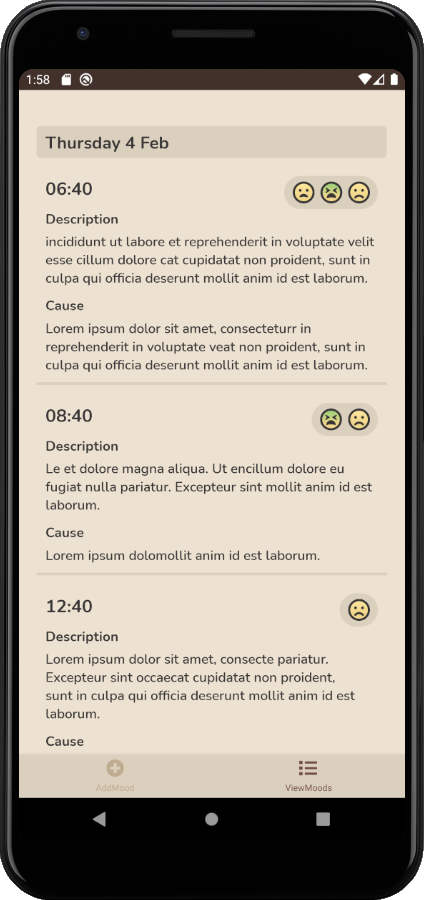 1:58
Thursday 4 Feb
06:40
Description
incididunt ut labore et reprehenderit in voluptate velit
esse cillum dolore cat cupidatat non proident, sunt in
culpa qui officia deserunt mollit anim id est laborum.
Cause
Lorem ipsum dolor sit amet, consecteturr in
reprehenderit in voluptate veat non proident, sunt in
culpa qui officia deserunt mollit anim id est laborum.
08:40
Description
Le et dolore magna aliqua. Ut encillum dolore eu
fugiat nulla pariatur. Excepteur sint mollit anim id est
laborum.
Cause
Lorem ipsum dolomollit anim id est laborum.
12:40
Description
Lorem ipsum dolor sit amet, consecte pariatur.
Excepteur sint occaecat cupidatat non proident,
sunt in culpa qui officia deserunt mollit anim id est
laborum.
Cause
AddMood
ViewMoods